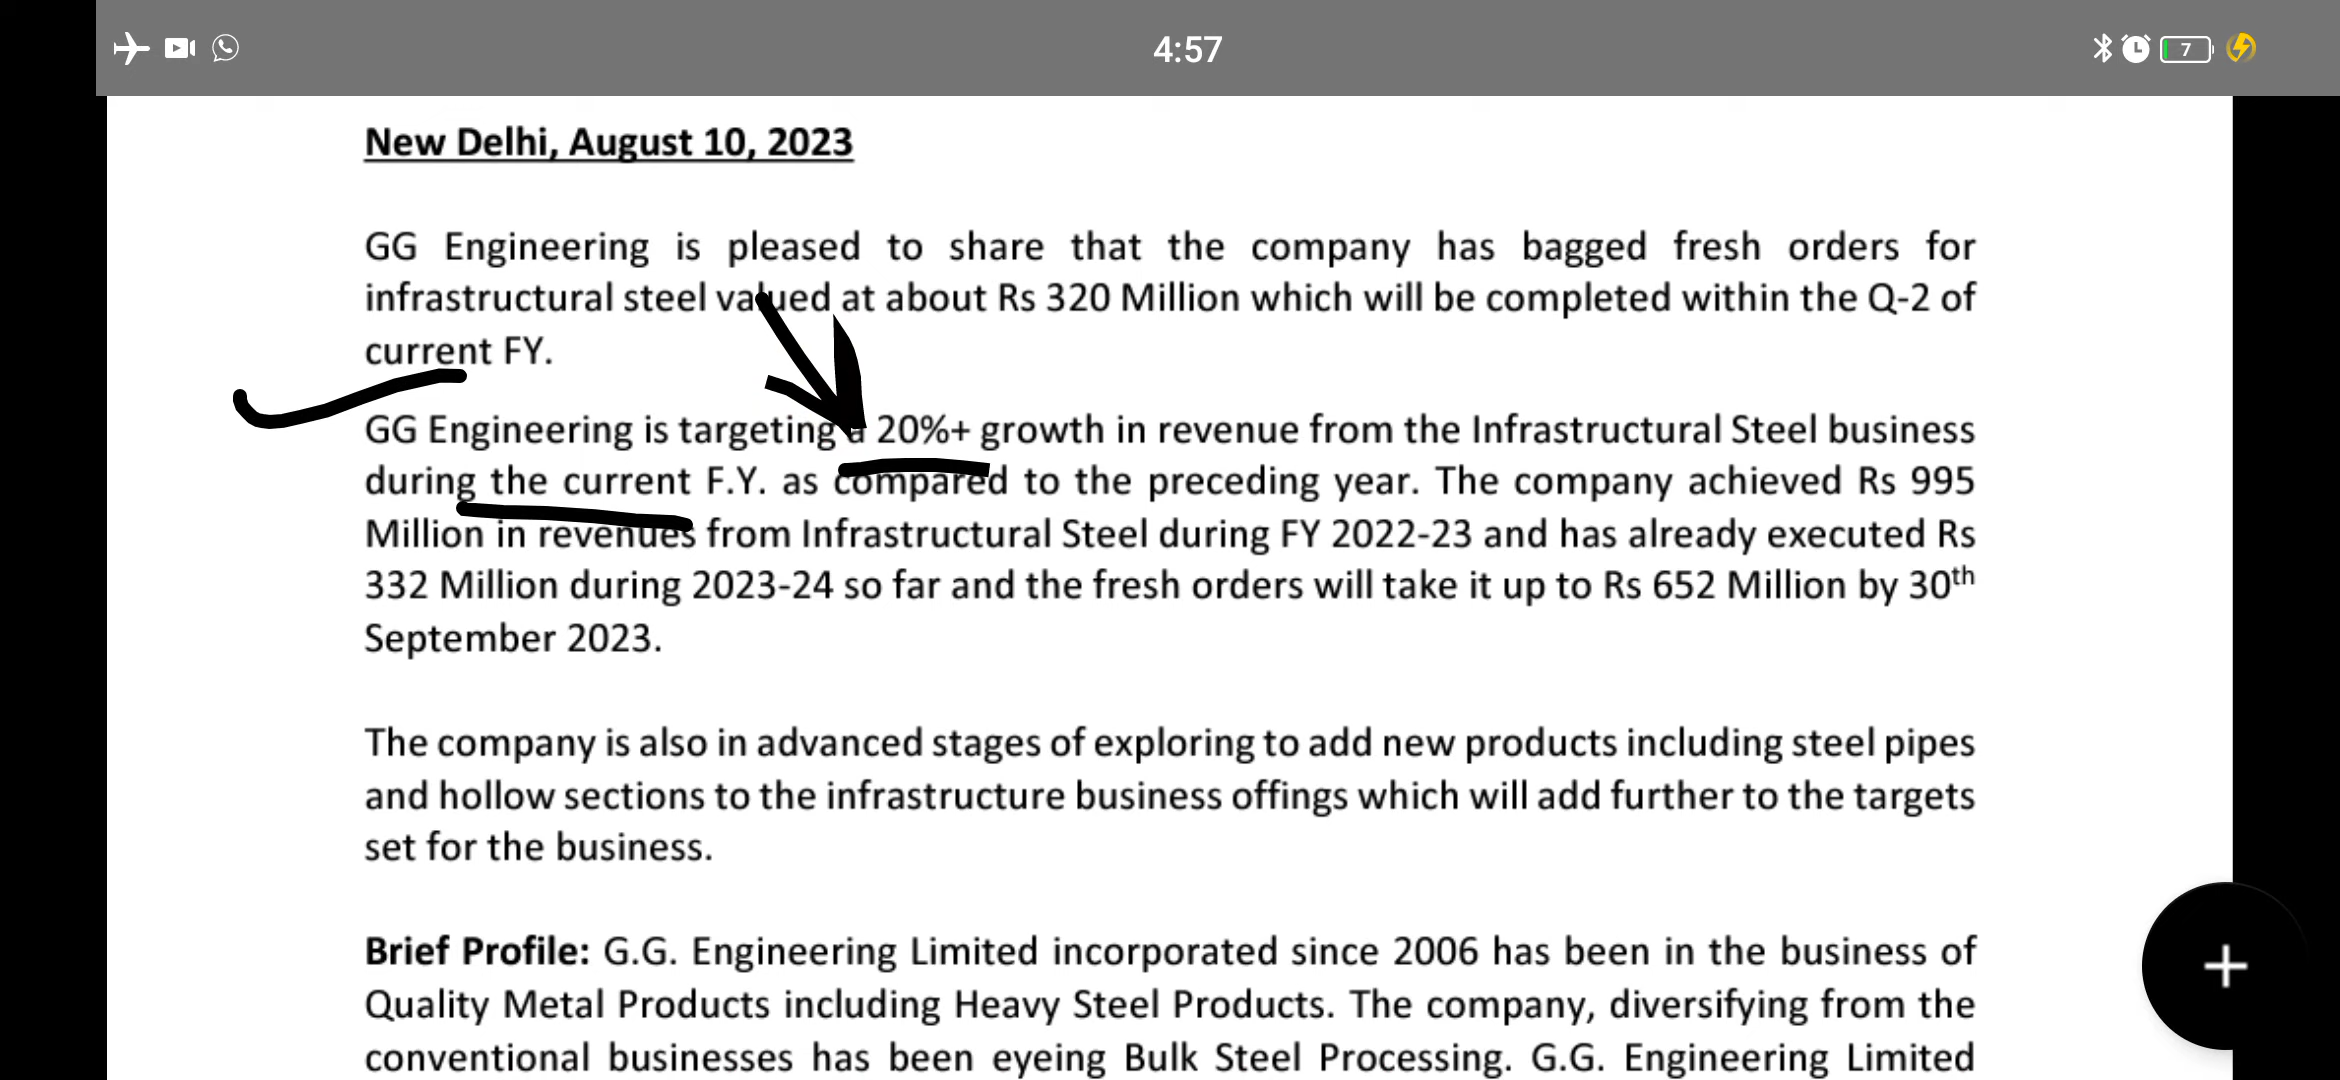 4:57
7
New Delhi, August 10, 2023
GG Engineering is pleased to share that the company has bagged fresh orders for
infrastructural steel valued at about Rs 320 Million which will be completed within the Q-2 of
current FY.
GG Engineering is targeting a 20%+ growth in revenue from the Infrastructural Steel business
during the current F.Y. as compared to the preceding year. The company achieved Rs 995
Million in revenues from Infrastructural Steel during FY 2022-23 and has already executed Rs
332 Million during 2023-24 so far and the fresh orders will take it up to Rs 652 Million by 30th
September 2023.
The company is also in advanced stages of exploring to add new products including steel pipes
and hollow sections to the infrastructure business offings which will add further to the targets
set for the business.
Brief Profile: G.G. Engineering Limited incorporated since 2006 has been in the business of
Quality Metal Products including Heavy Steel Products. The company, diversifying from the
conventional businesses has been eyeing Bulk Steel Processing. G.G. Engineering Limited